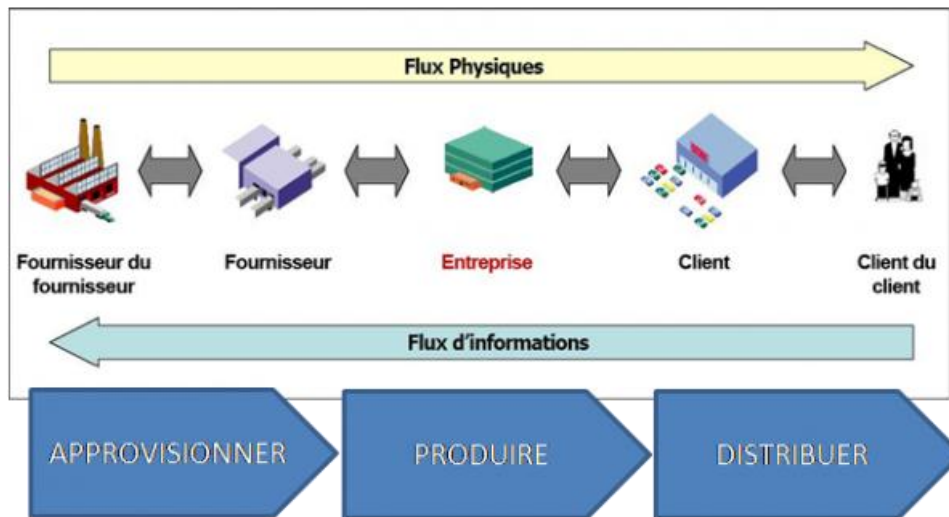 Flux Physiques
Fournisseur du
fournisseur
Fournisseur
Entreprise
Client
Client du
client
Flux d'informations
APPROVISIONNER
PRODUIRE
DISTRIBUER